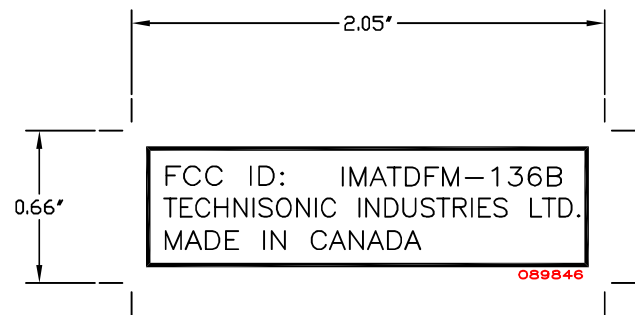 2.05"
0.66"
FCC ID: IMATDFM-136B
TECHNISONIC INDUSTRIES LTD.
MADE IN CANADA
089846